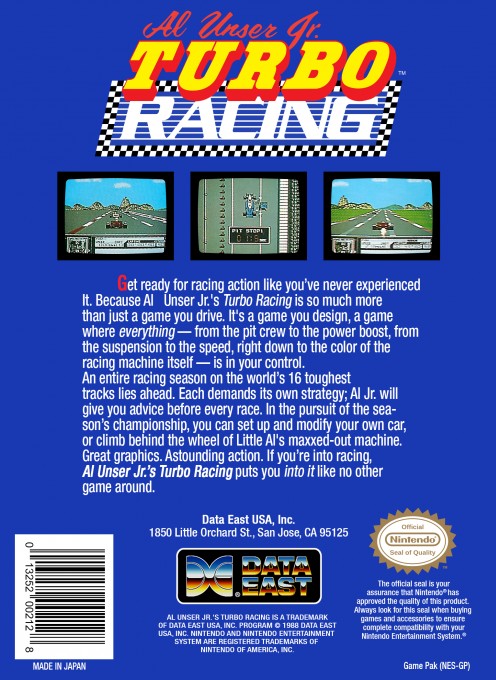 Al Unser Jr.
TURBO
RACING
TM
PIT STOP!
Get ready for racing action like you've never experienced
It. Because Al Unser Jr.'s Turbo Racing is so much more
than just a game you drive. It's a game you design, a game
where everything — from the pit crew to the power boost, from
the suspension to the speed, right down to the color of the
racing machine itself — is in your control.
An entire racing season on the world's 16 toughest
tracks lies ahead. Each demands its own strategy; Al Jr. will
give you advice before every race. In the pursuit of the sea-
son's championship, you can set up and modify your own car,
or climb behind the wheel of Little Al's maxxed-out machine.
Great graphics. Astounding action. If you're into racing,
Al Unser Jr.'s Turbo Racing puts you into it like no other
game around.
Data East USA, Inc.
1850 Little Orchard St., San Jose, CA 95125
DATA
EAST
AL UNSER JR.'S TURBO RACING IS A TRADEMARK
OF DATA EAST USA, INC. PROGRAM © 1988 DATA EAST
USA, INC. NINTENDO AND NINTENDO ENTERTAINMENT
SYSTEM ARE REGISTERED TRADEMARKS OF
NINTENDO OF AMERICA, INC.
0 13252 00212 8
MADE IN JAPAN
Official
Nintendo
Seal of Quality
The official seal is your
assurance that Nintendo® has
approved the quality of this product.
Always look for this seal when buying
games and accessories to ensure
complete compatibility with your
Nintendo Entertainment System.®
Game Pak (NES-GP)